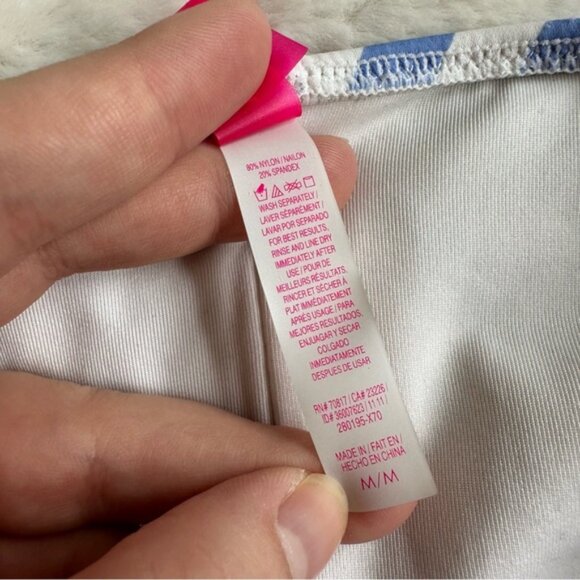 80% NYLON / NAILON
20% SPANDEX
WASH SEPARATELY /
LAVER SÉPARÉMENT /
LAVAR POR SEPARADO
FOR BEST RESULTS,
RINSE AND LINE DRY
IMMEDIATELY AFTER
USE / POUR DE
MEILLEURS RÉSULTATS,
RINCER ET SÉCHER À
PLAT IMMÉDIATEMENT
APRÈS USAGE / PARA
MEJORES RESULTADOS,
ENJUAGAR Y SECAR
COLGADO
INMEDIATAMENTE
DESPUES DE USAR
RN# 70817 / CA# 23226
ID# 36007623 / 11 11 /
280195-X70
MADE IN / FAIT EN /
HECHO EN CHINA
M/M